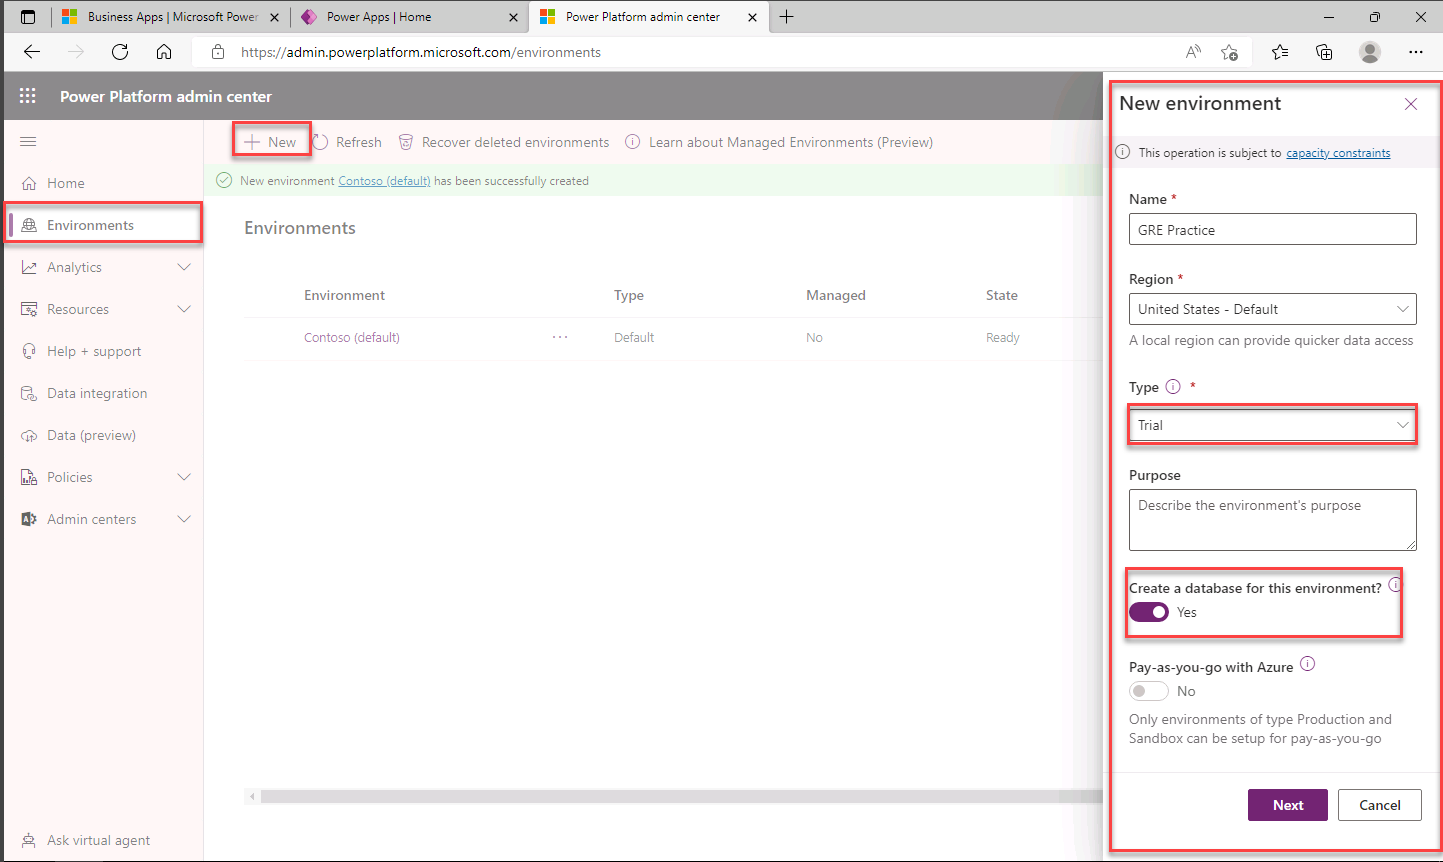 Business Apps | Microsoft Power
Power Apps | Home
Power Platform admin center
https://admin.powerplatform.microsoft.com/environments
Power Platform admin center
New
Refresh
Recover deleted environments
Learn about Managed Environments (Preview)
New environment Contoso (default) has been successfully created
Home
Environments
Analytics
Resources
Help + support
Data integration
Data (preview)
Policies
Admin centers
Ask virtual agent
Environments
Environment Type Managed State
Contoso (default) ... Default No Ready
New environment
This operation is subject to capacity constraints
Name *
GRE Practice
Region *
United States - Default
A local region can provide quicker data access
Type *
Trial
Purpose
Describe the environment's purpose
Create a database for this environment?
Yes
Pay-as-you-go with Azure
No
Only environments of type Production and
Sandbox can be setup for pay-as-you-go
Next
Cancel